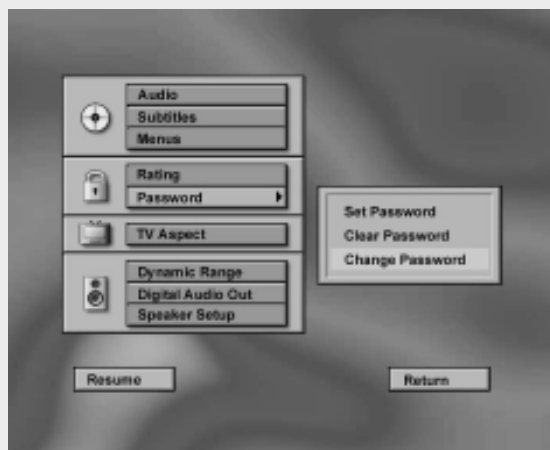 Audio
Subtitles
Menus
Rating
Password
TV Aspect
Dynamic Range
Digital Audio Out
Speaker Setup
Set Password
Clear Password
Change Password
Resume
Return